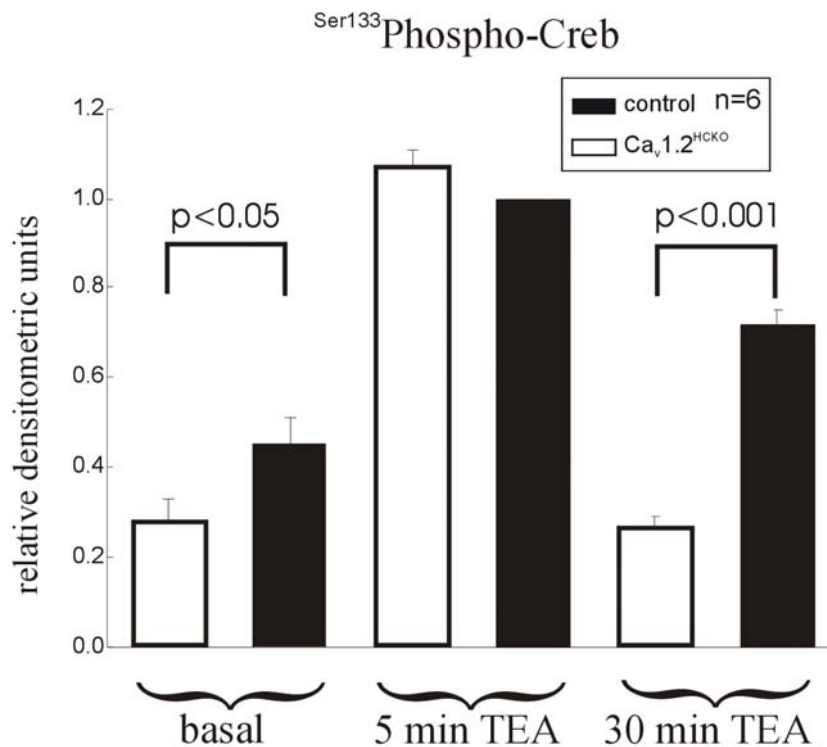 Ser133Phospho-Creb
control n=6
Cav1.2HCKO
relative densitometric units
1.2
1.0
0.8
0.6
0.4
0.2
0.0
p<0.05
p<0.001
basal
5 min TEA
30 min TEA